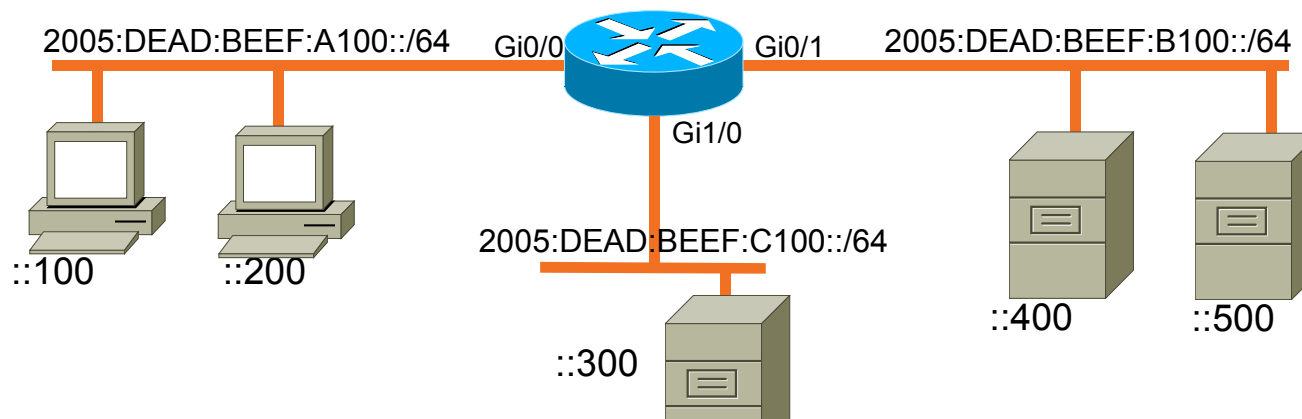 2005:DEAD:BEEF:A100::/64
Gi0/0
Gi0/1
2005:DEAD:BEEF:B100::/64
Gi1/0
2005:DEAD:BEEF:C100::/64
::100
::200
::300
::400
::500